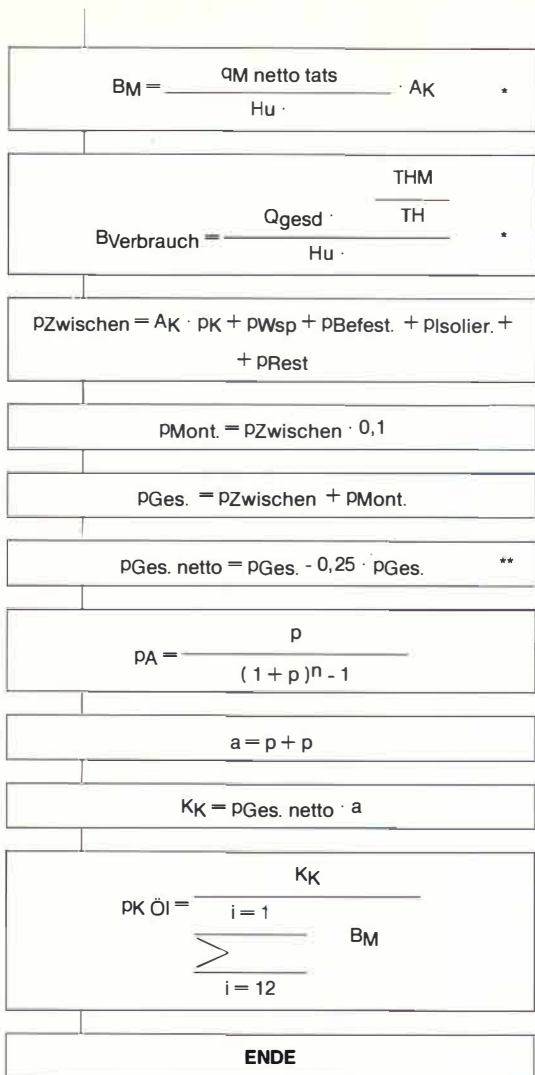 BM = qM netto tats / Hu · · AK *
BVerbrauch = Qgesd · THM / TH / Hu · *
pZwischen = AK · pK + pWsp + pBefest. + pIsolier. +
+ pRest
pMont. = pZwischen · 0,1
pGes. = pZwischen + pMont.
pGes. netto = pGes. - 0,25 · pGes. **
pA = p / (1 + p)n - 1
a = p + p
KK = pGes. netto · a
pK Öl = KK / i = 1 ∑ i = 12 BM
ENDE